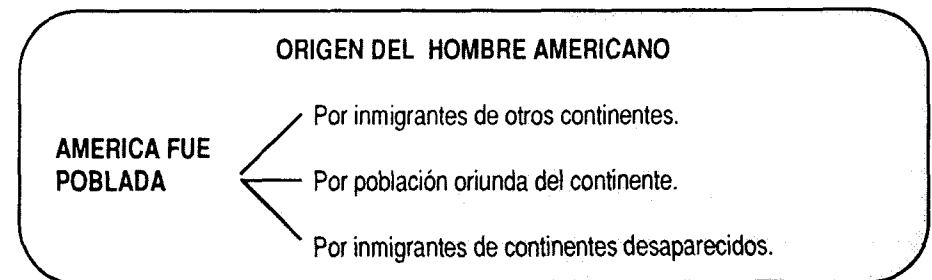 ORIGEN DEL HOMBRE AMERICANO
Por inmigrantes de otros continentes.
AMERICA FUE
POBLADA
Por población oriunda del continente.
Por inmigrantes de continentes desaparecidos.